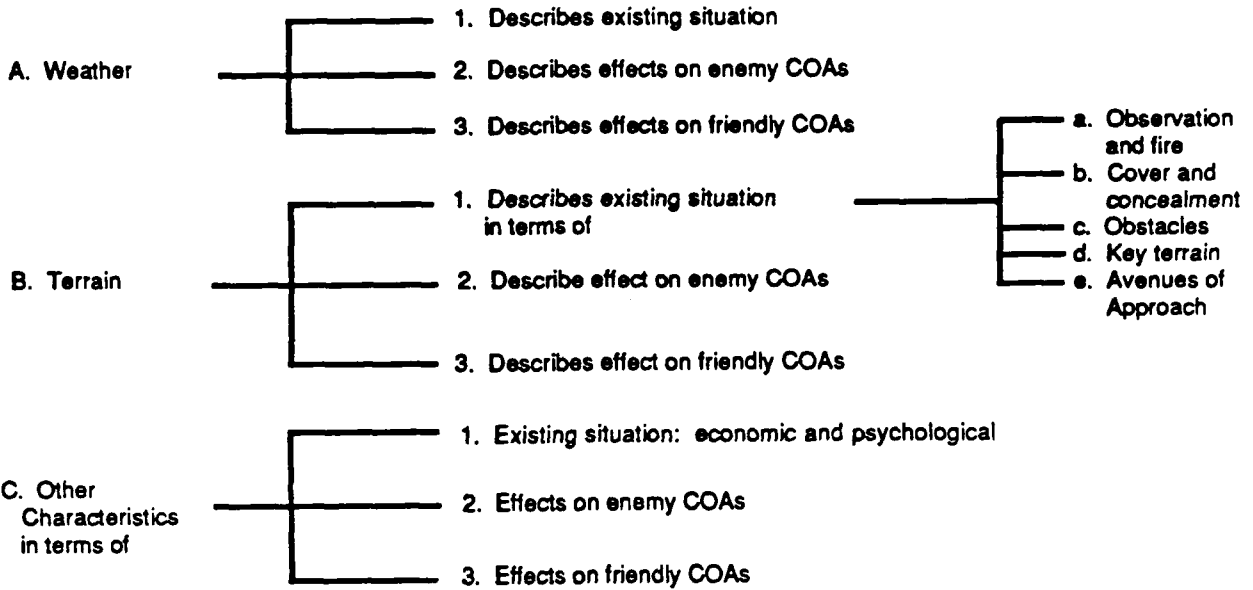 A. Weather
1. Describes existing situation
2. Describes effects on enemy COAs
3. Describes effects on friendly COAs
B. Terrain
1. Describes existing situation
in terms of
a. Observation
and fire
b. Cover and
concealment
c. Obstacles
d. Key terrain
e. Avenues of
Approach
2. Describe effect on enemy COAs
3. Describes effect on friendly COAs
C. Other
Characteristics
in terms of
1. Existing situation: economic and psychological
2. Effects on enemy COAs
3. Effects on friendly COAs